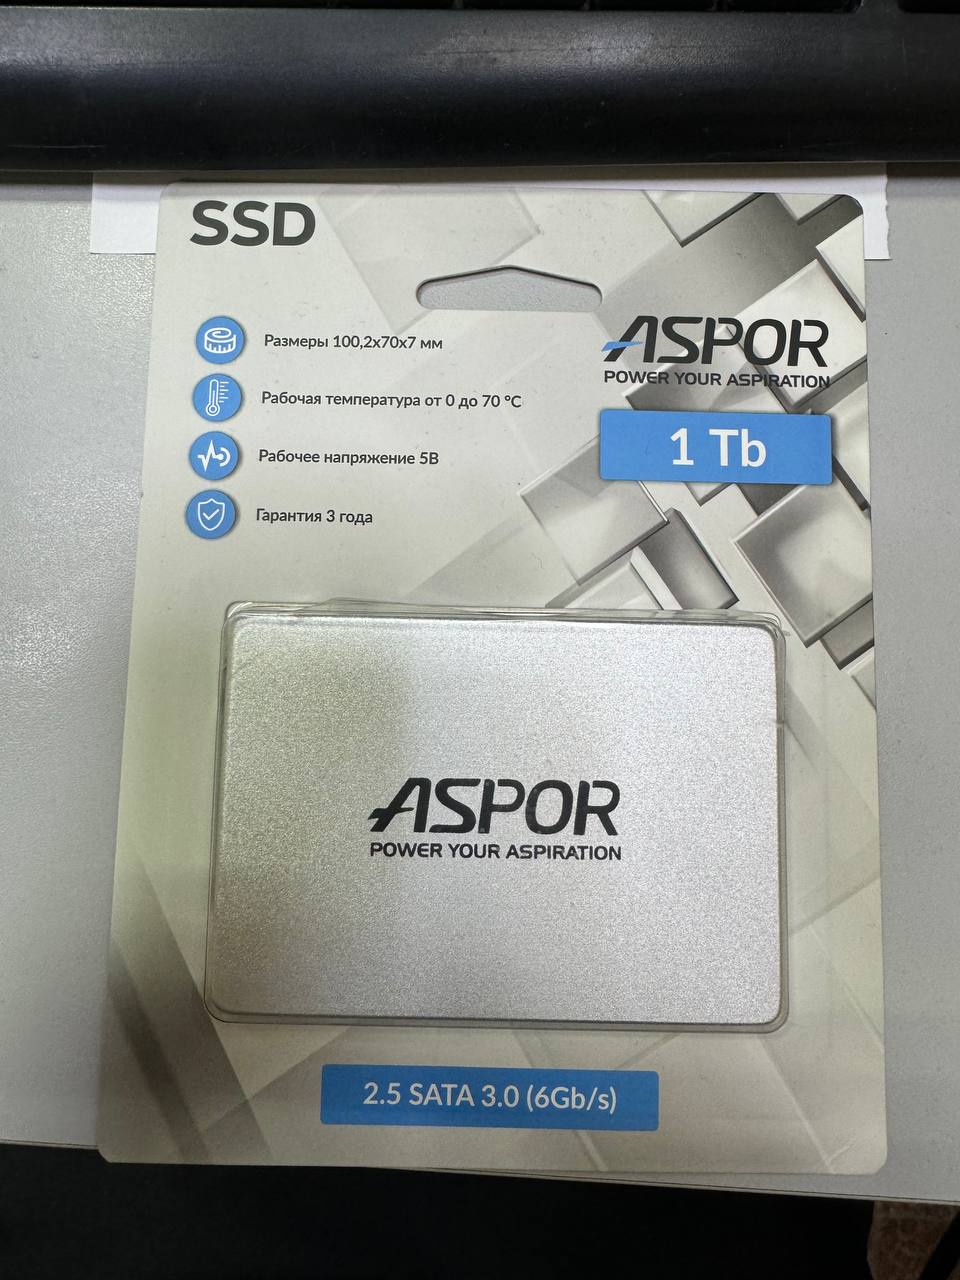 SSD
Размеры 100,2х70х7 мм
Рабочая температура от 0 до 70 °C
Рабочее напряжение 5В
Гарантия 3 года
ASPOR
POWER YOUR ASPIRATION
1 Tb
ASPOR
POWER YOUR ASPIRATION
2.5 SATA 3.0 (6Gb/s)